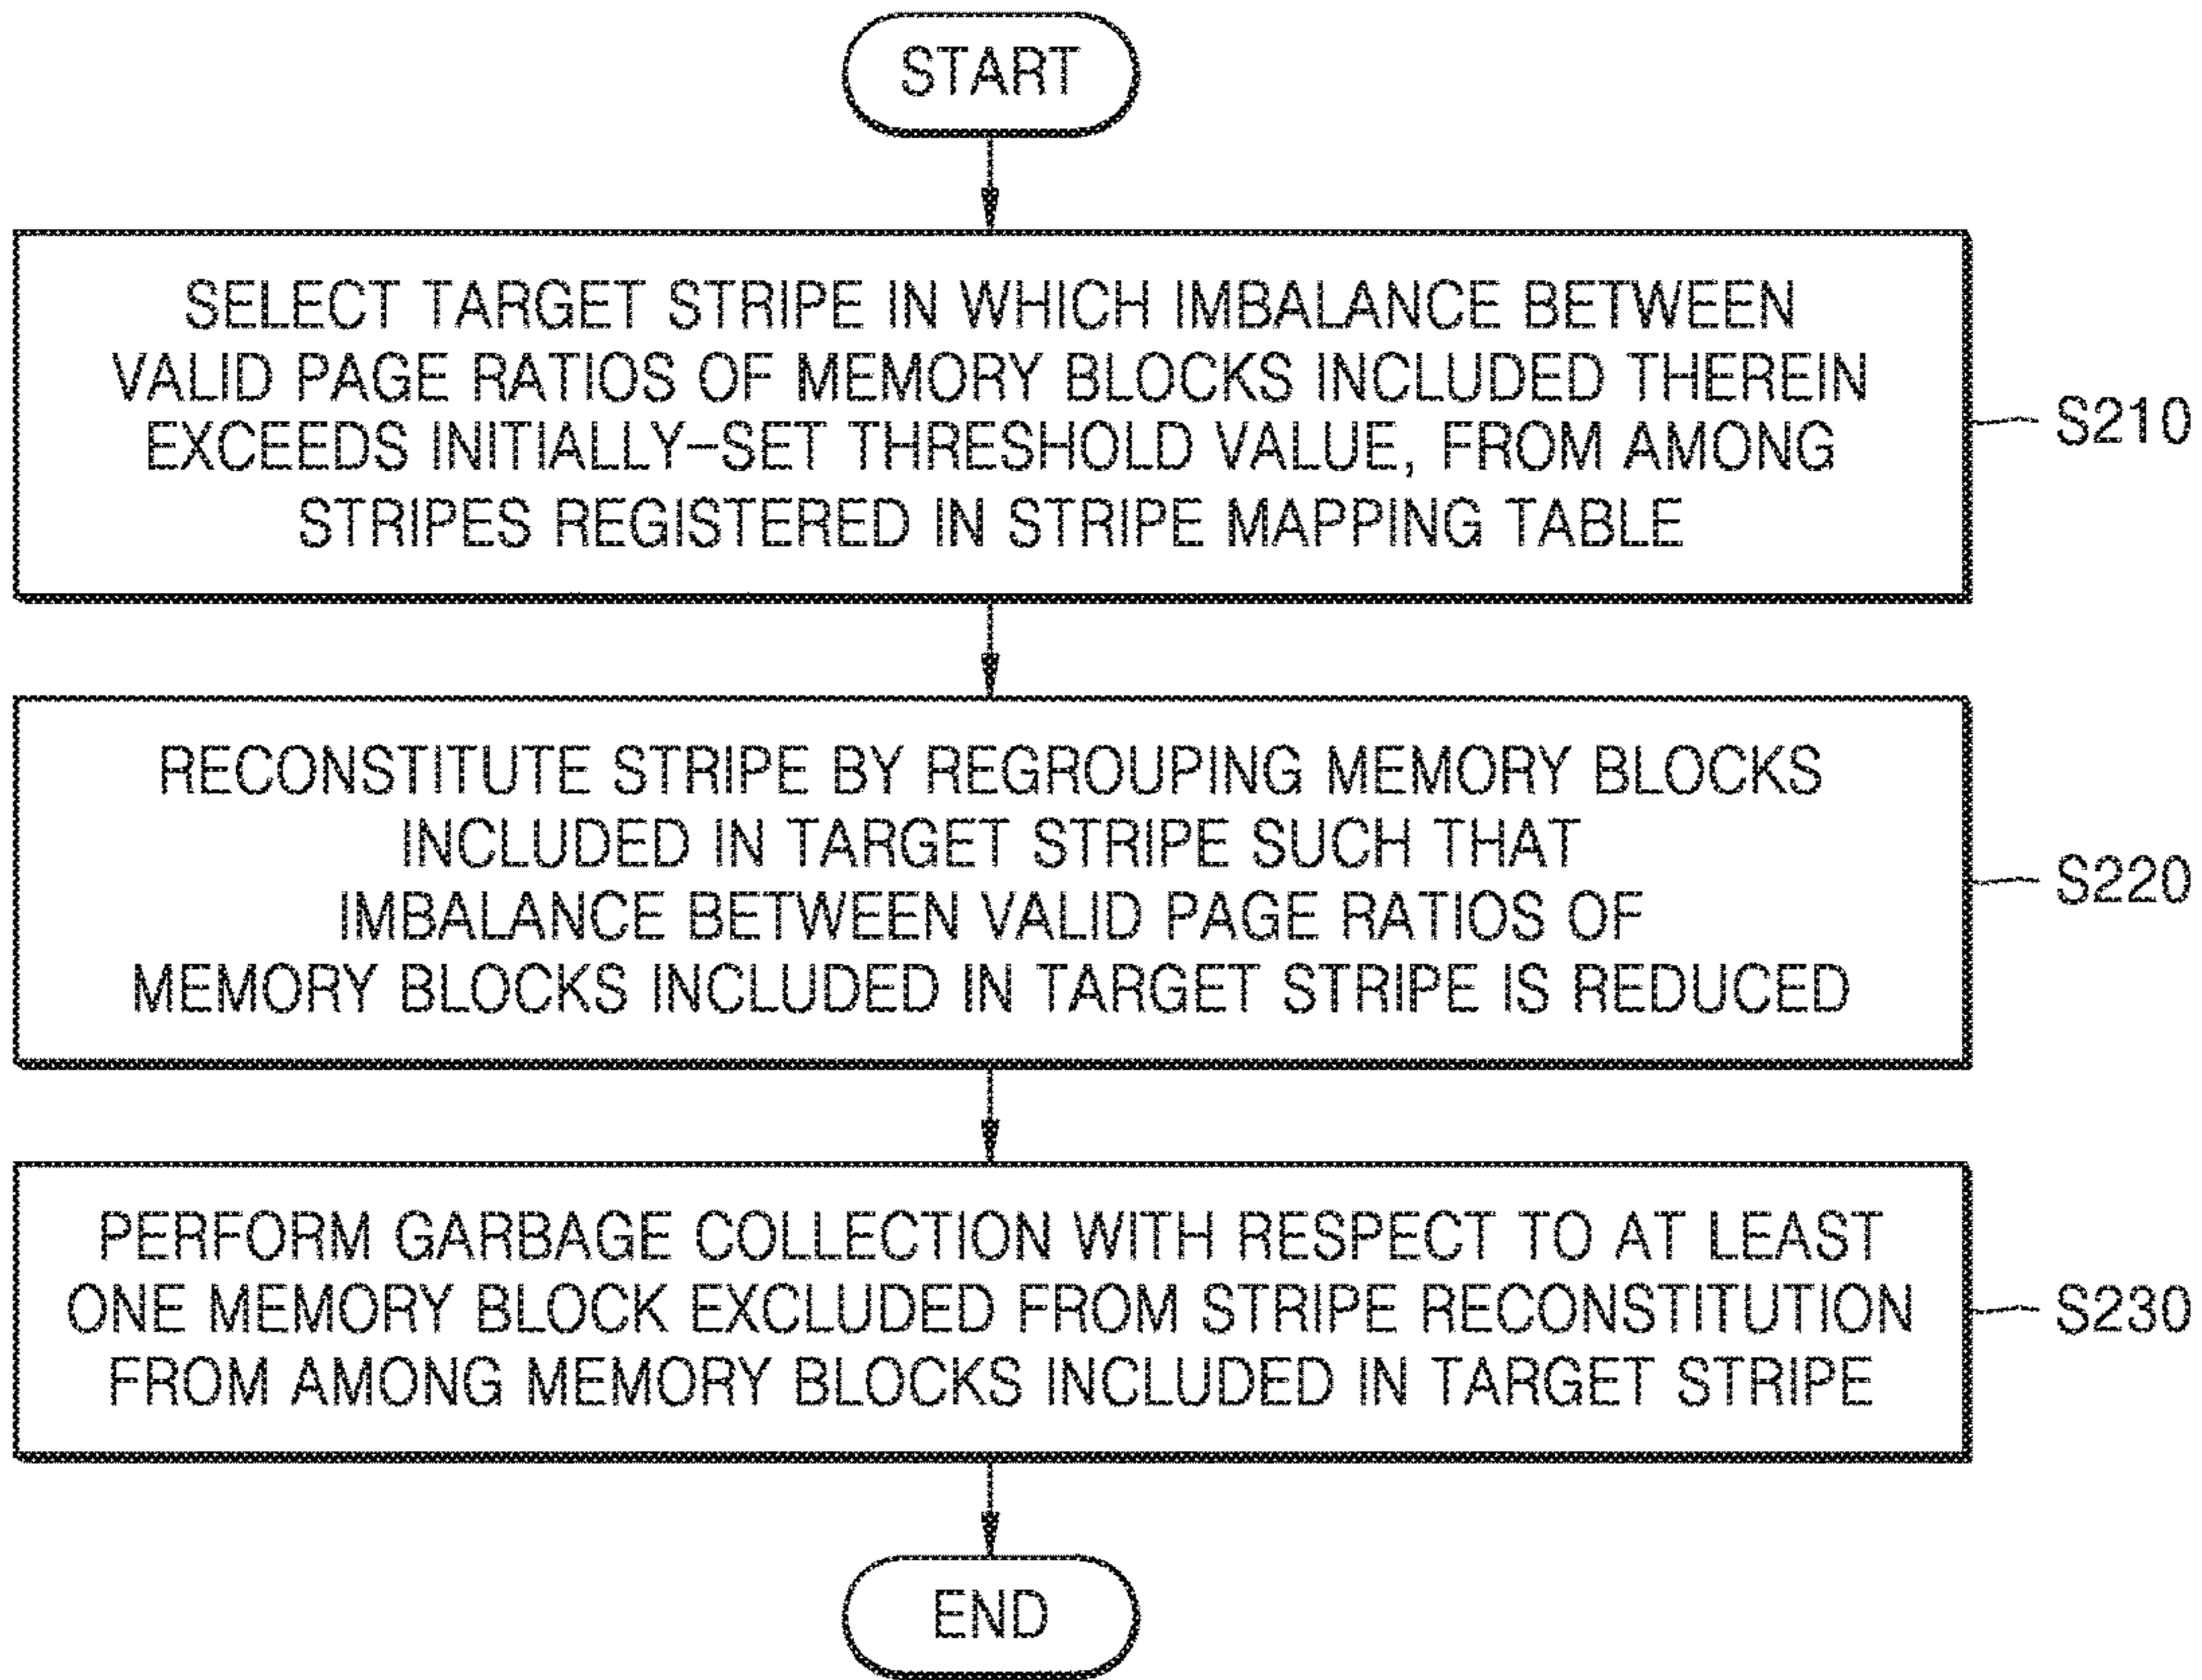 START
SELECT TARGET STRIPE IN WHICH IMBALANCE BETWEEN
VALID PAGE RATIOS OF MEMORY BLOCKS INCLUDED THEREIN
EXCEEDS INITIALLY-SET THRESHOLD VALUE, FROM AMONG
STRIPES REGISTERED IN STRIPE MAPPING TABLE
S210
RECONSTITUTE STRIPE BY REGROUPING MEMORY BLOCKS
INCLUDED IN TARGET STRIPE SUCH THAT
IMBALANCE BETWEEN VALID PAGE RATIOS OF
MEMORY BLOCKS INCLUDED IN TARGET STRIPE IS REDUCED
S220
PERFORM GARBAGE COLLECTION WITH RESPECT TO AT LEAST
ONE MEMORY BLOCK EXCLUDED FROM STRIPE RECONSTITUTION
FROM AMONG MEMORY BLOCKS INCLUDED IN TARGET STRIPE
S230
END